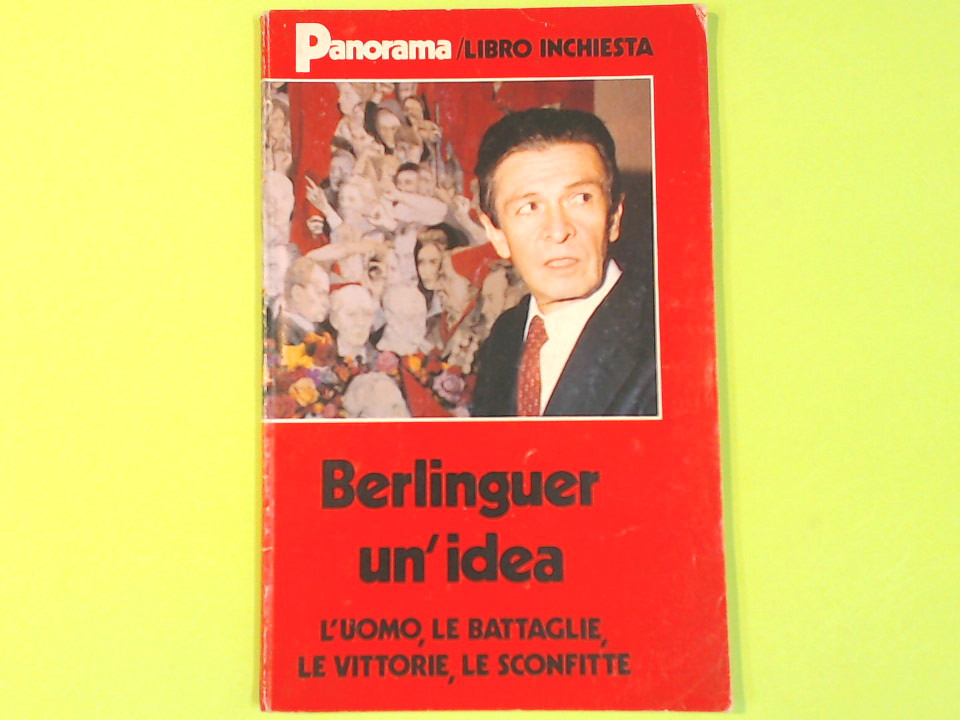 Panorama/LIBRO INCHIESTA
Berlinguer
un'idea
L'UOMO, LE BATTAGLIE,
LE VITTORIE, LE SCONFITTE